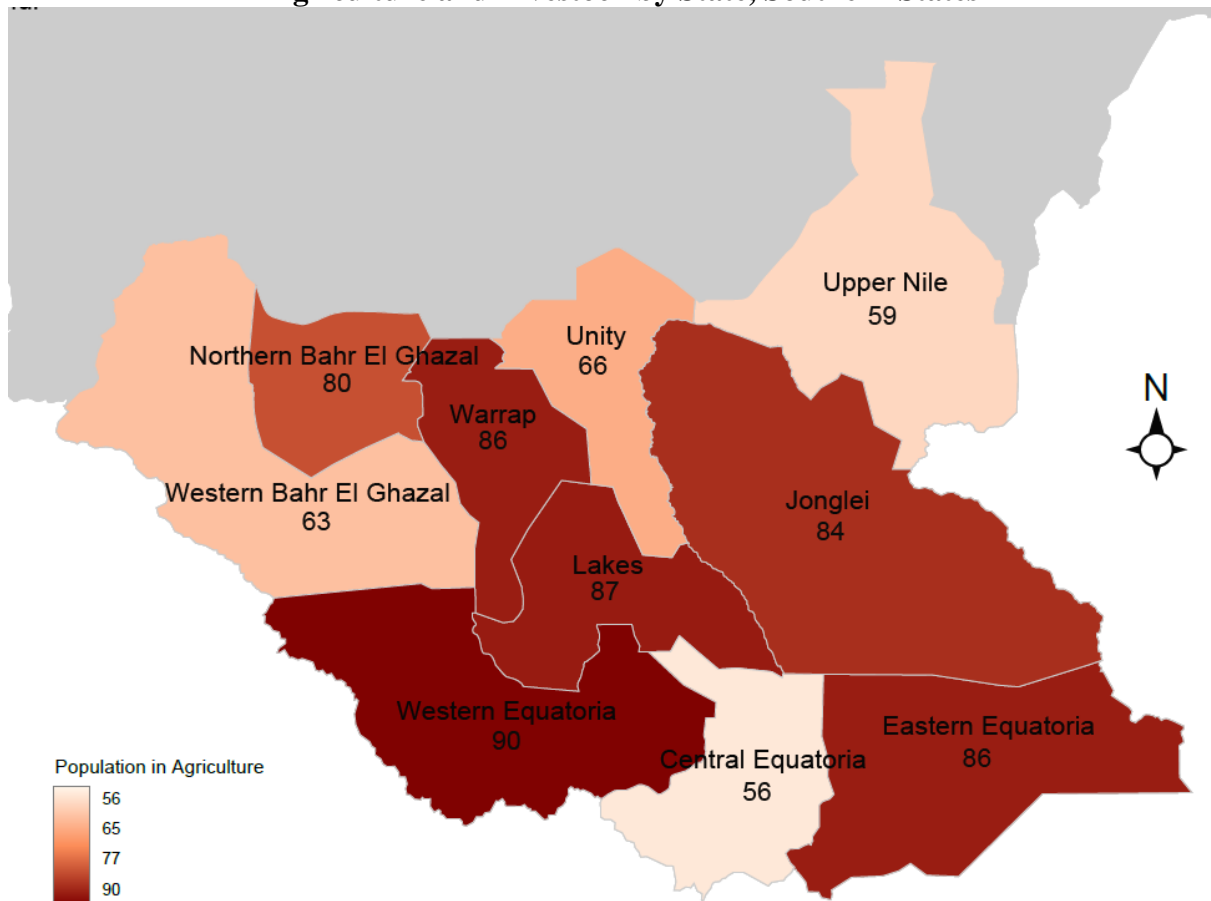 Upper Nile
59
Unity
66
Northern Bahr El Ghazal
80
Warrap
86
Western Bahr El Ghazal
63
Jonglei
84
Lakes
87
Western Equatoria
90
Eastern Equatoria
86
Central Equatoria
56
N
Population in Agriculture
56
65
77
90